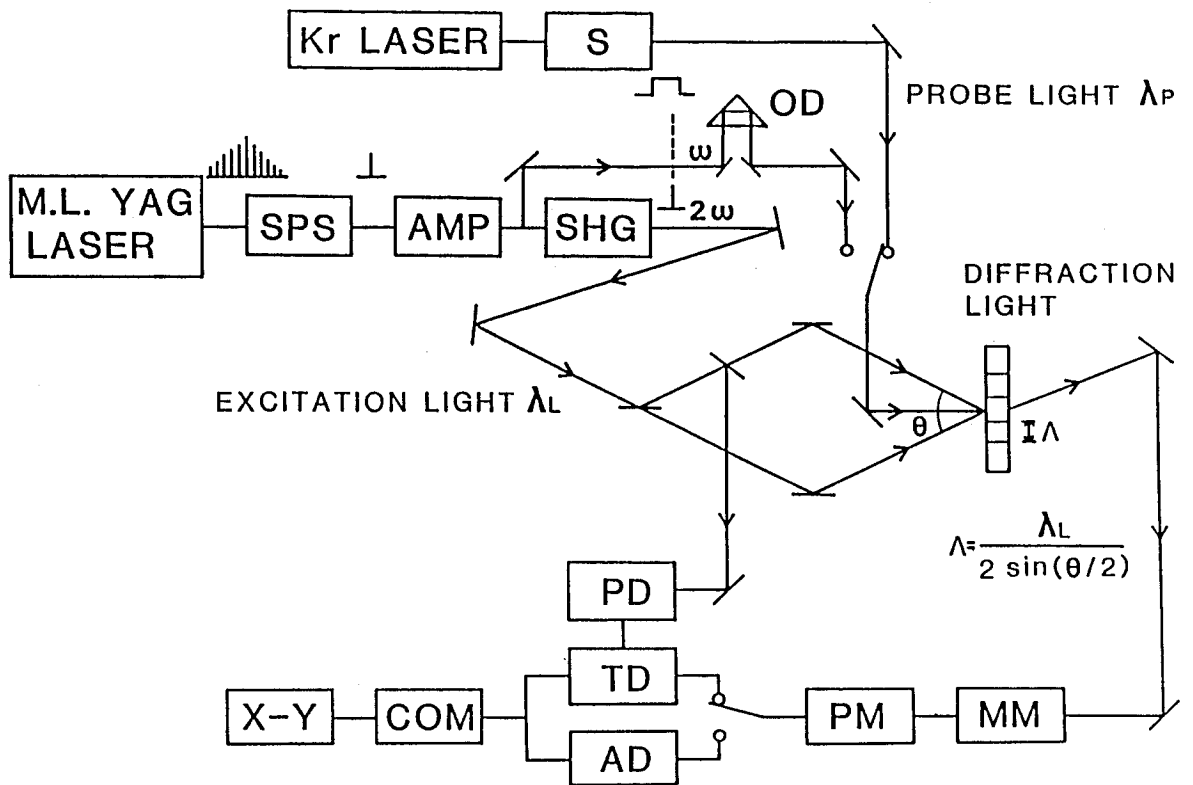 Kr LASER
S
PROBE LIGHT λP
OD
ω
M.L. YAG
LASER
SPS
AMP
SHG
2ω
DIFFRACTION
LIGHT
EXCITATION LIGHT λL
θ
Λ
Λ=λL/2 sin(θ/2)
PD
TD
X-Y
COM
PM
MM
AD